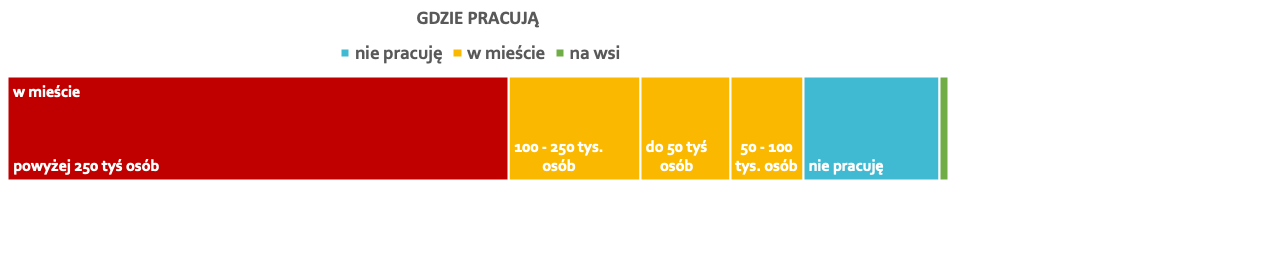 GDZIE PRACUJĄ
nie pracuję w mieście na wsi
w mieście
powyżej 250 tyś osób
100 - 250 tys.
osób
do 50 tyś
osób
50 - 100
tys. osób
nie pracuję